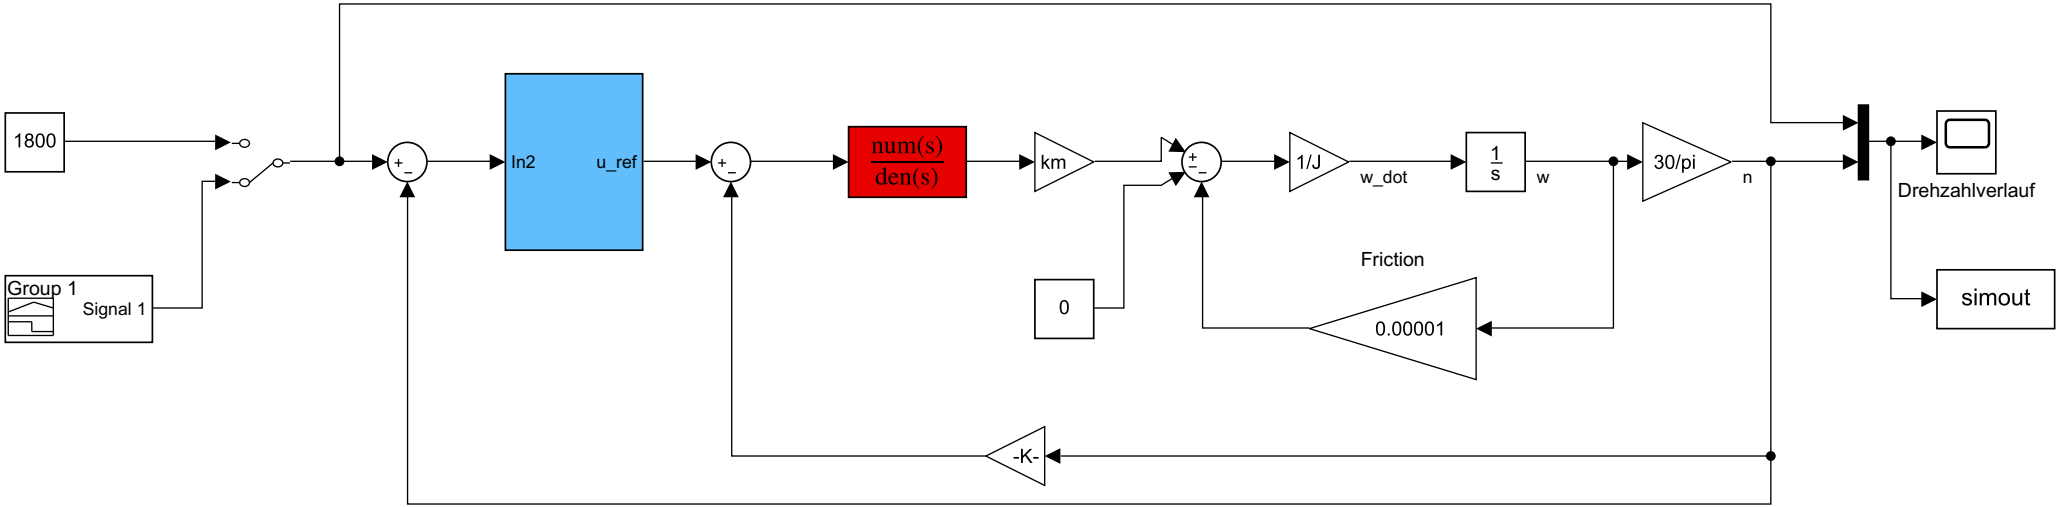 1800
Group 1
Signal 1
+
−
In2
u_ref
+
−
num(s)
den(s)
km
0
+
−
−
1/J
w_dot
1
s
w
30/pi
n
Friction
0.00001
-K-
Drehzahlverlauf
simout